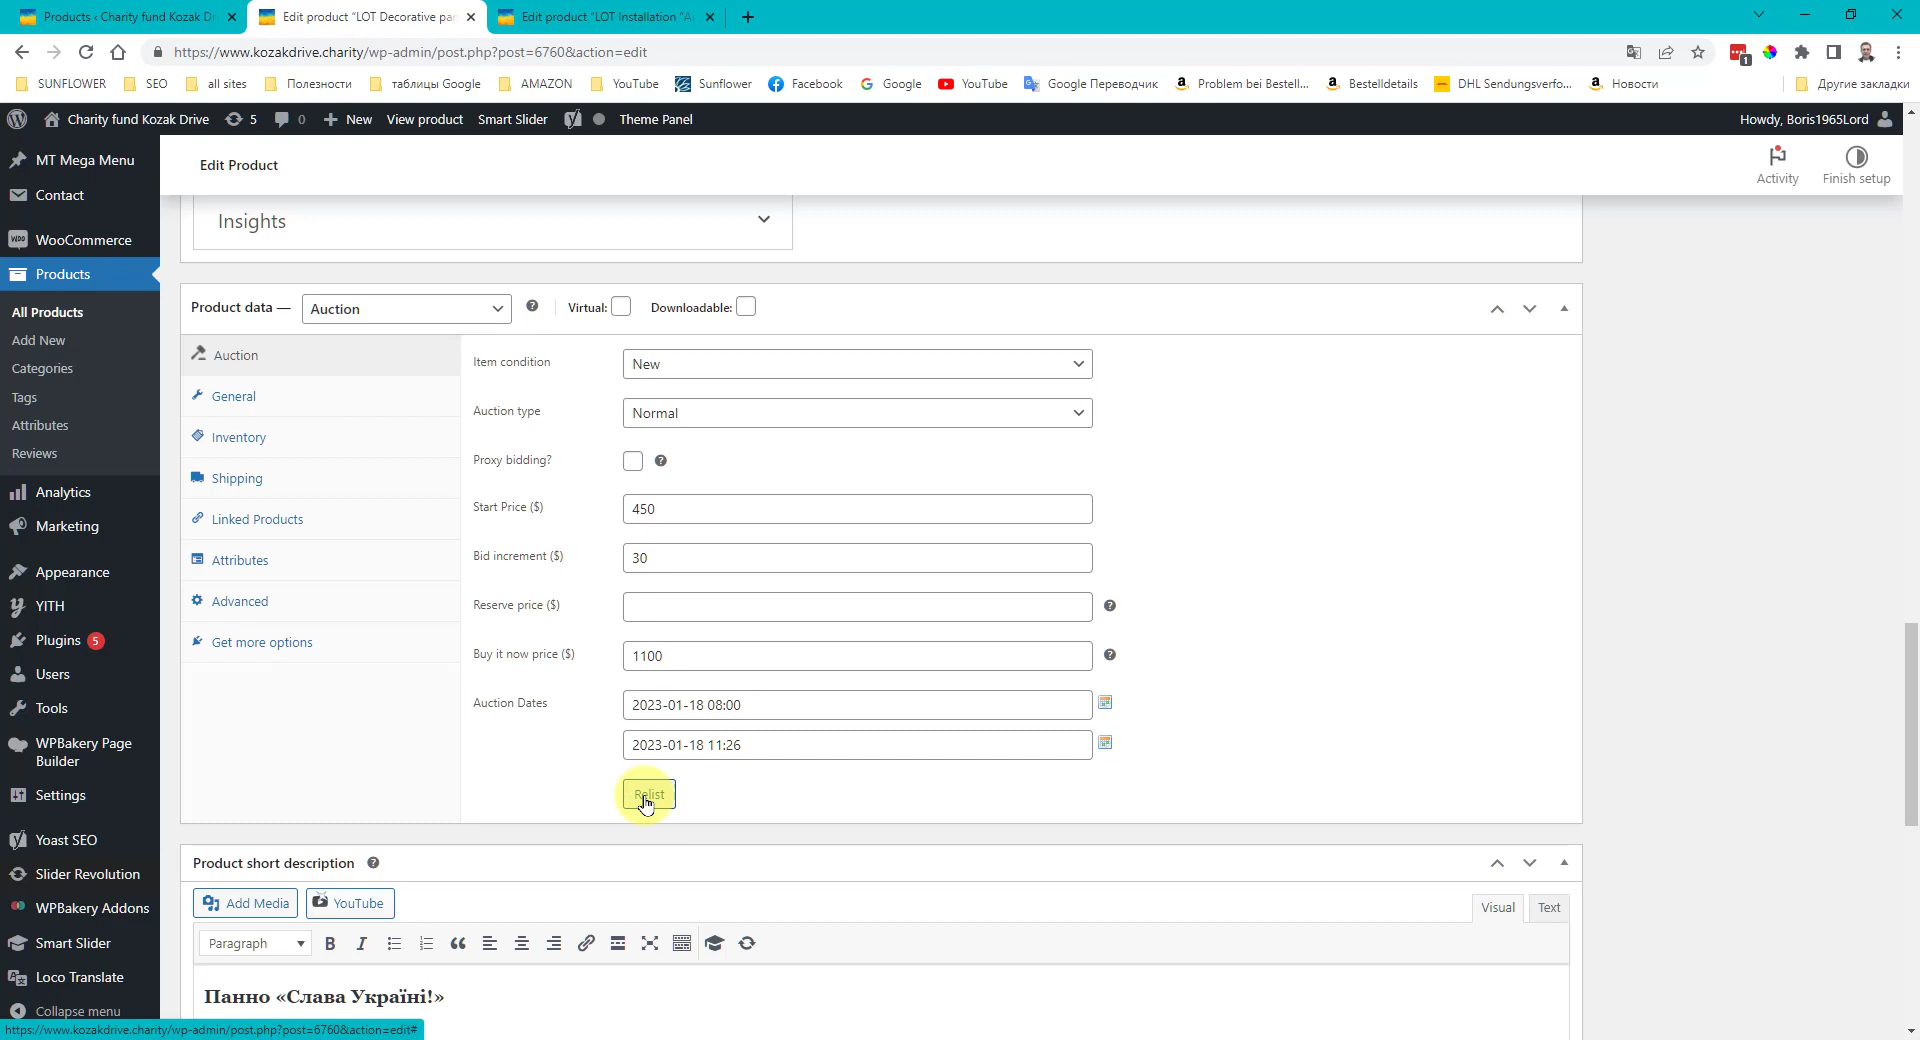 Products ‹ Charity fund Kozak D
Edit product "LOT Decorative pa
Edit product "LOT Installation "A
https://www.kozakdrive.charity/wp-admin/post.php?post=6760&action=edit
1
SUNFLOWER
SEO
all sites
Полезности
таблицы Google
AMAZON
YouTube
Sunflower
Facebook
Google
YouTube
Google Переводчик
Problem bei Bestell...
Bestelldetails
DHL Sendungsverfo...
Новости
Другие закладки
Charity fund Kozak Drive
5
0
New
View product
Smart Slider
Theme Panel
Howdy, Boris1965Lord
MT Mega Menu
Contact
WooCommerce
Products
All Products
Add New
Categories
Tags
Attributes
Reviews
Analytics
Marketing
Appearance
YITH
Plugins 5
Users
Tools
WPBakery Page
Builder
Settings
Yoast SEO
Slider Revolution
WPBakery Addons
Smart Slider
Loco Translate
Collapse menu
Edit Product
Activity
Finish setup
Insights
Product data —
Auction
Virtual:
Downloadable:
Auction
General
Inventory
Shipping
Linked Products
Attributes
Advanced
Get more options
Item condition
New
Auction type
Normal
Proxy bidding?
Start Price ($)
450
Bid increment ($)
30
Reserve price ($)
Buy it now price ($)
1100
Auction Dates
2023-01-18 08:00
2023-01-18 11:26
Relist
Product short description
Add Media
YouTube
Visual
Text
Paragraph
Панно «Слава Україні!»
https://www.kozakdrive.charity/wp-admin/post.php?post=6760&action=edit#